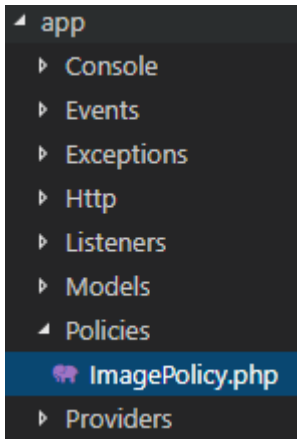 app
Console
Events
Exceptions
Http
Listeners
Models
Policies
ImagePolicy.php
Providers